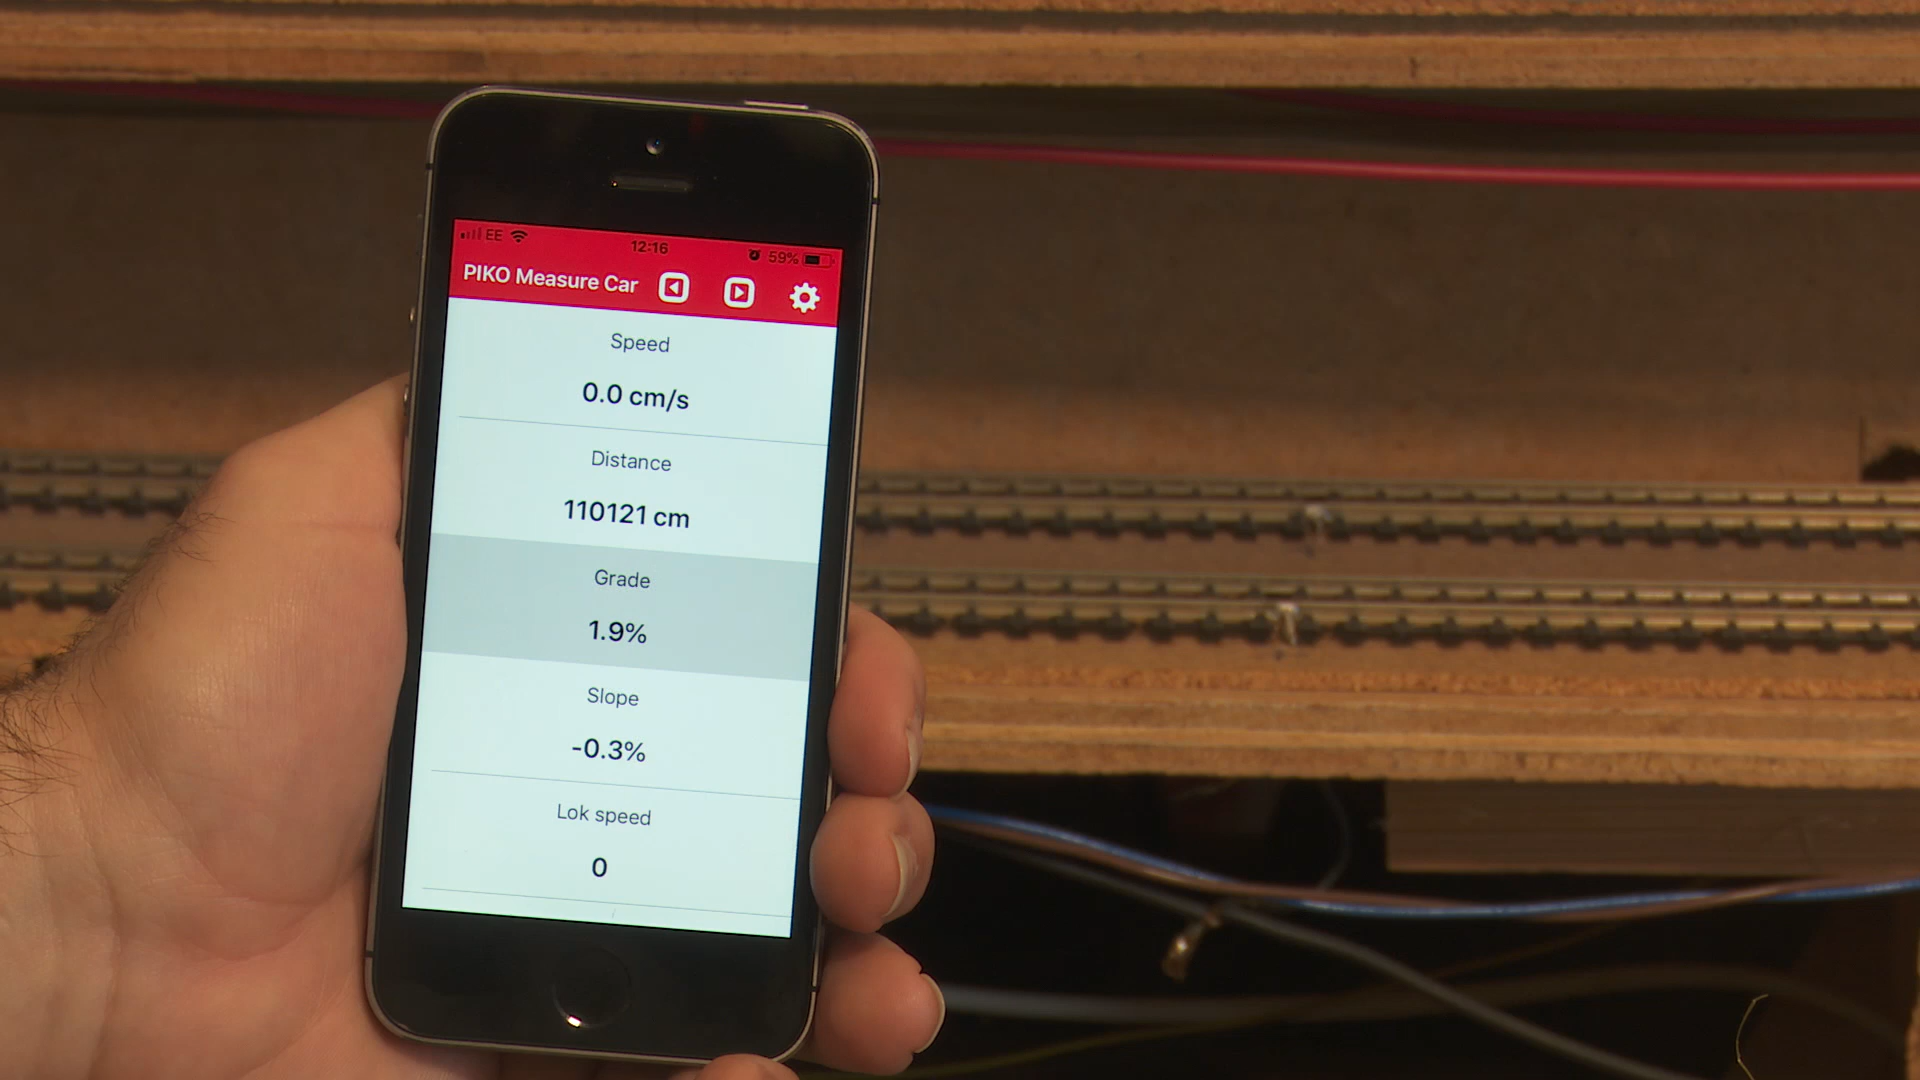 EE 12:16 59%
PIKO Measure Car
Speed
0.0 cm/s
Distance
110121 cm
Grade
1.9%
Slope
-0.3%
Lok speed
0